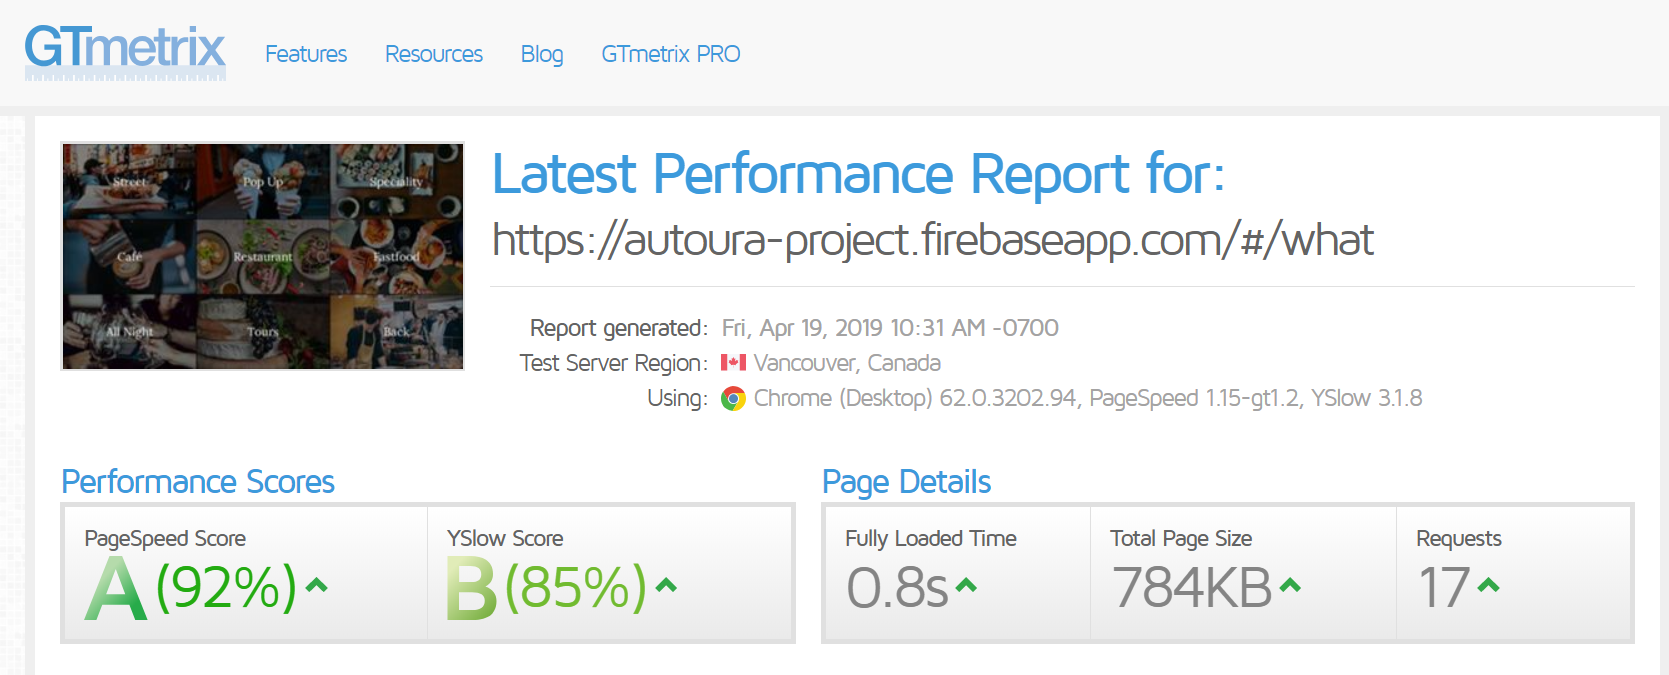 GTmetrix
Features Resources Blog GTmetrix PRO
Street Pop Up Speciality
Café Restaurant Fastfood
All Night Tours Back
Latest Performance Report for:
https://autoura-project.firebaseapp.com/#/what
Report generated: Fri, Apr 19, 2019 10:31 AM -0700
Test Server Region: Vancouver, Canada
Using: Chrome (Desktop) 62.0.3202.94, PageSpeed 1.15-gt1.2, YSlow 3.1.8
Performance Scores
PageSpeed Score YSlow Score
A (92%) B (85%)
Page Details
Fully Loaded Time Total Page Size Requests
0.8s 784KB 17